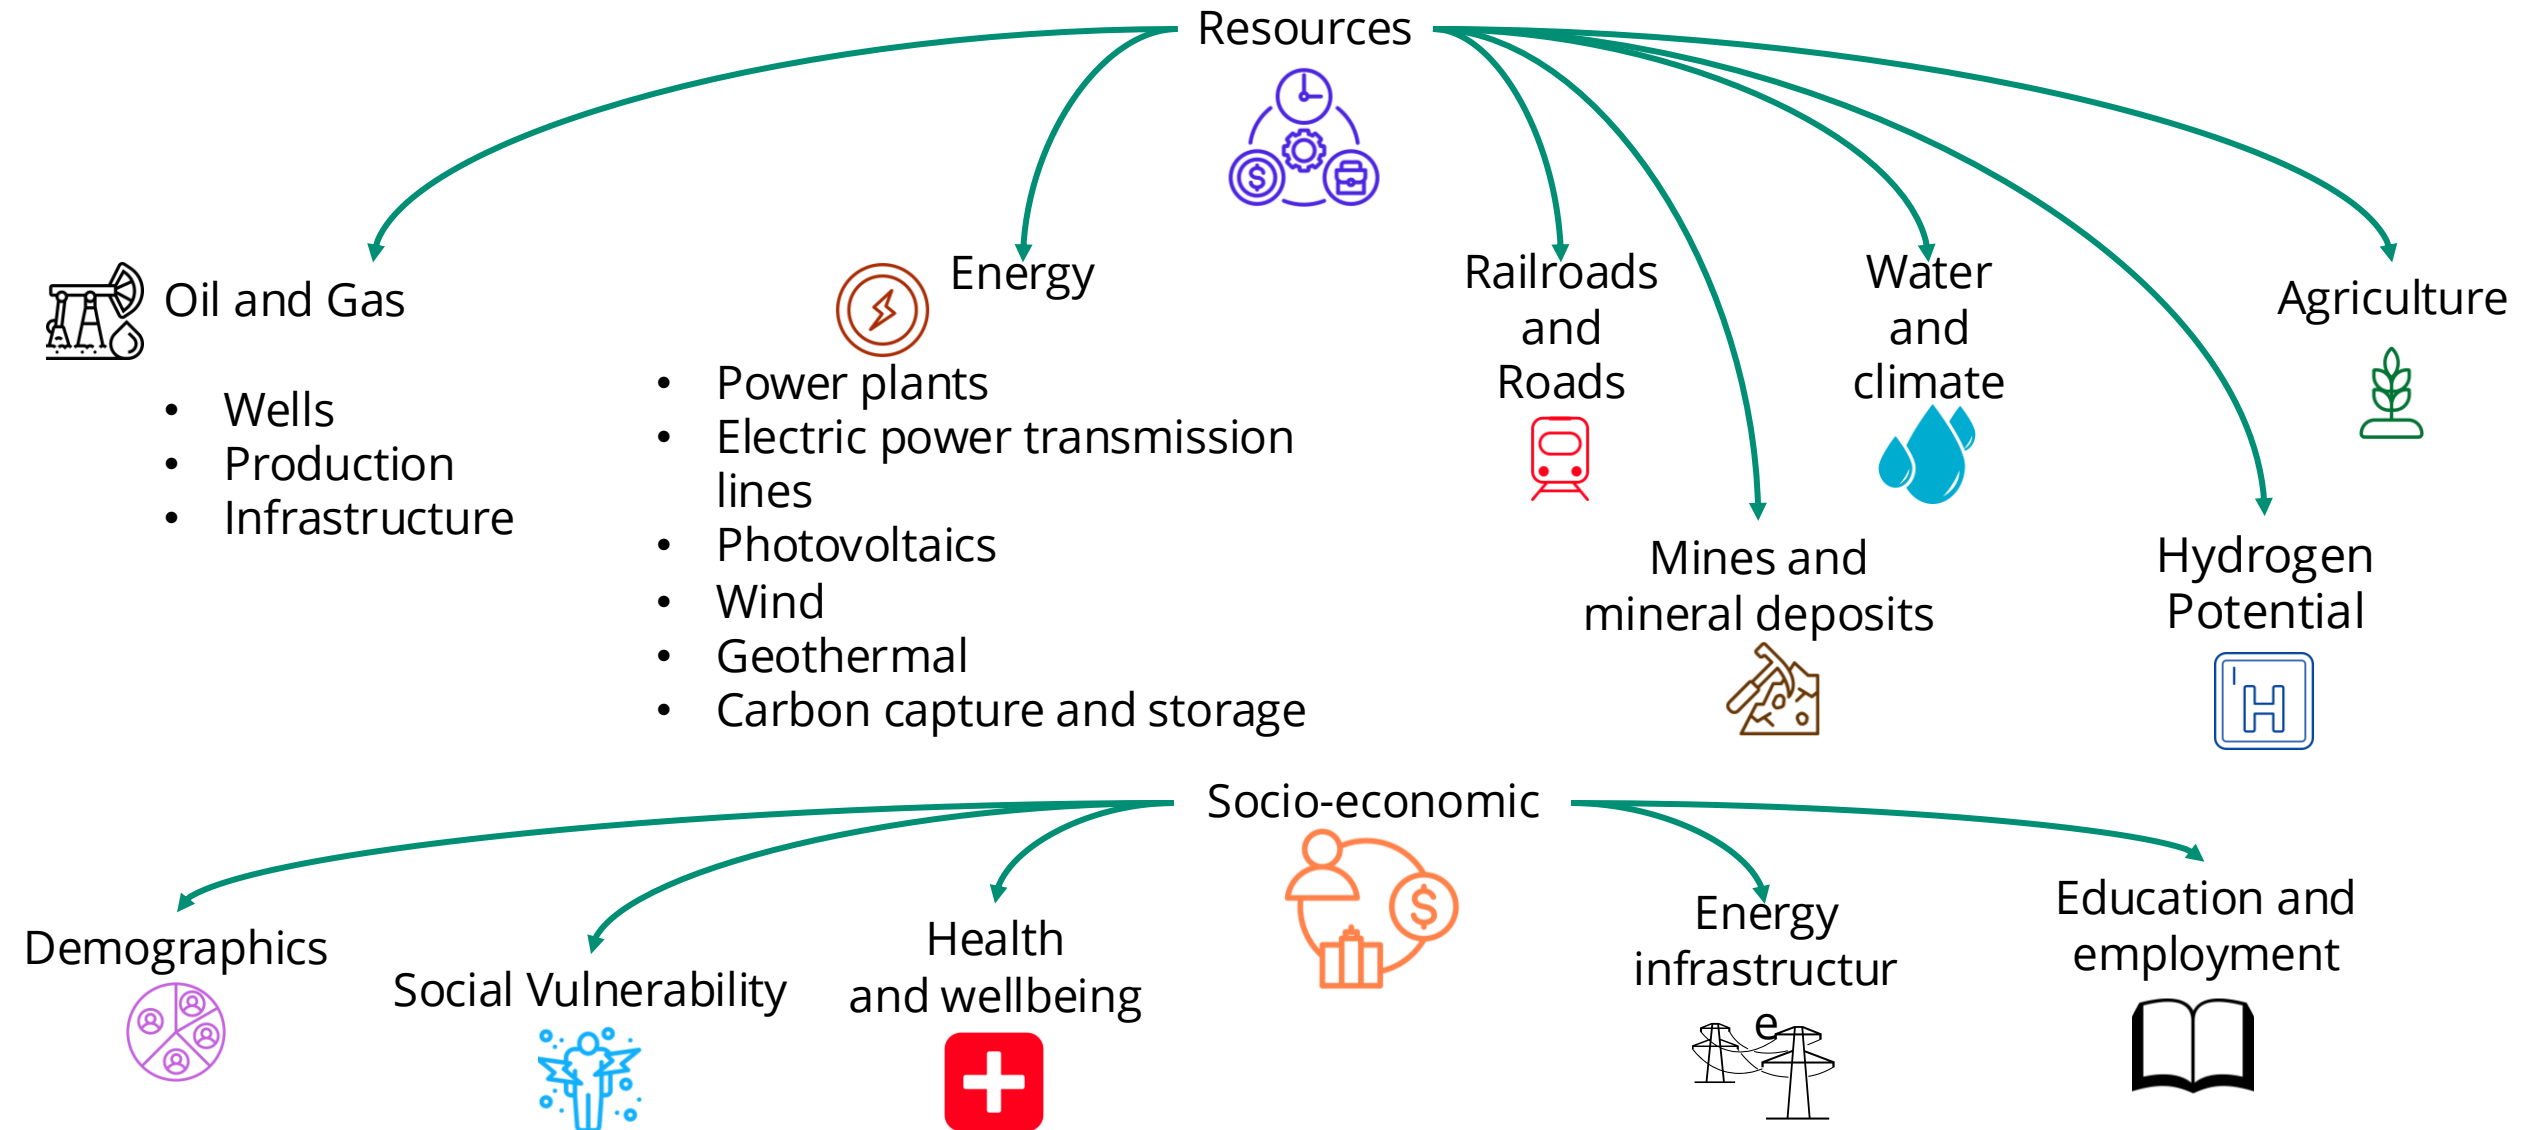 Resources
Oil and Gas
• Wells
• Production
• Infrastructure
Energy
• Power plants
• Electric power transmission
lines
• Photovoltaics
• Wind
• Geothermal
• Carbon capture and storage
Railroads
and
Roads
Mines and
mineral deposits
Water
and
climate
Hydrogen
Potential
H
Agriculture
Socio-economic
Demographics
Social Vulnerability
Health
and wellbeing
Energy
infrastructur
e
Education and
employment